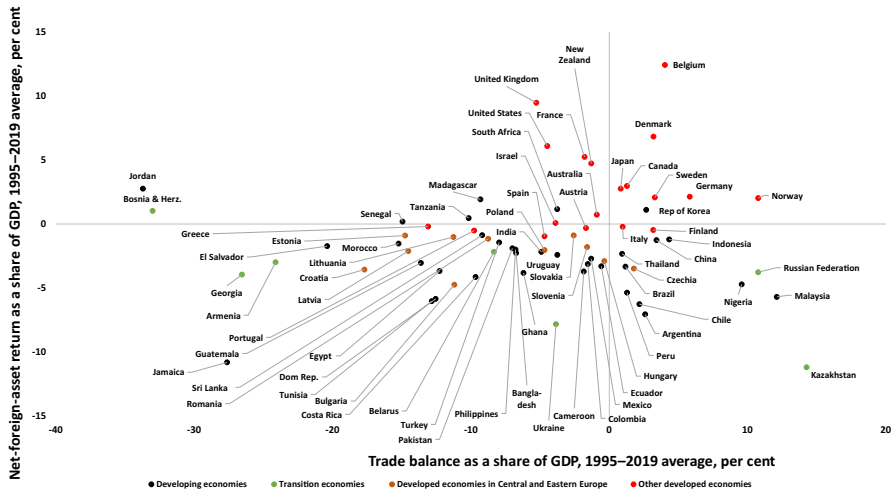 Net-foreign-asset return as a share of GDP, 1995–2019 average, per cent
15
10
5
0
-5
-10
-15
-40
-30
-20
-10
0
10
20
New
Zealand
Belgium
United Kingdom
United States
France
Denmark
South Africa
Israel
Japan
Canada
Jordan
Australia
Sweden
Madagascar
Germany
Bosnia & Herz.
Spain
Austria
Norway
Tanzania
Poland
Rep of Korea
Senegal
Greece
India
Finland
Estonia
Italy
Indonesia
El Salvador
Morocco
China
Lithuania
Uruguay
Thailand
Russian Federation
Croatia
Slovakia
Czechia
Georgia
Slovenia
Brazil
Latvia
Nigeria
Malaysia
Armenia
Chile
Portugal
Ghana
Argentina
Guatemala
Egypt
Peru
Jamaica
Kazakhstan
Dom Rep.
Hungary
Sri Lanka
Tunisia
Bangla-
desh
Ecuador
Romania
Bulgaria
Mexico
Costa Rica
Belarus
Philippines
Cameroon
Colombia
Turkey
Ukraine
Pakistan
Trade balance as a share of GDP, 1995–2019 average, per cent
Developing economies
Transition economies
Developed economies in Central and Eastern Europe
Other developed economies